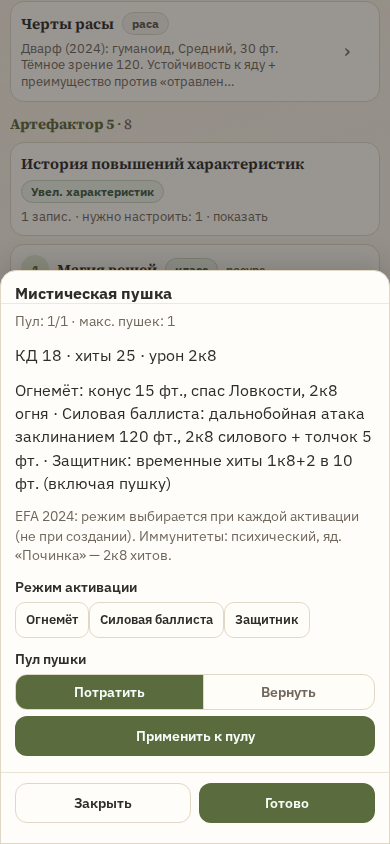 Черты расы раса
Дварф (2024): гуманоид, Средний, 30 фт.
Тёмное зрение 120. Устойчивость к яду +
преимущество против «отравлен…
›
Артефактор 5 · 8
История повышений характеристик
Увел. характеристик
1 запис. · нужно настроить: 1 · показать
Магия вещей класс ресурс
Мистическая пушка
Пул: 1/1 · макс. пушек: 1
КД 18 · хиты 25 · урон 2к8
Огнемёт: конус 15 фт., спас Ловкости, 2к8
огня · Силовая баллиста: дальнобойная атака
заклинанием 120 фт., 2к8 силового + толчок 5
фт. · Защитник: временные хиты 1к8+2 в 10
фт. (включая пушку)
EFA 2024: режим выбирается при каждой активации
(не при создании). Иммунитеты: психический, яд.
«Починка» — 2к8 хитов.
Режим активации
Огнемёт Силовая баллиста Защитник
Пул пушки
Потратить Вернуть
Применить к пулу
Закрыть Готово